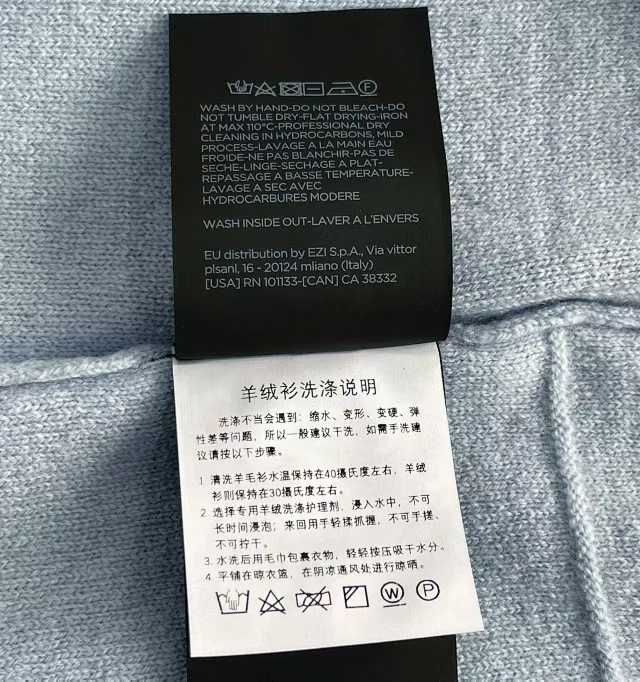 WASH BY HAND-DO NOT BLEACH-DO
NOT TUMBLE DRY-FLAT DRYING-IRON
AT MAX 110°C-PROFESSIONAL DRY
CLEANING IN HYDROCARBONS, MILD
PROCESS-LAVAGE A LA MAIN EAU
FROIDE-NE PAS BLANCHIR-PAS DE
SECHE-LINGE-SECHAGE A PLAT-
REPASSAGE A BASSE TEMPERATURE-
LAVAGE A SEC AVEC
HYDROCARBURES MODERE
WASH INSIDE OUT-LAVER A L'ENVERS
EU distribution by EZI S.p.A., Via vittor
plsanl, 16 - 20124 mliano (Italy)
[USA] RN 101133-[CAN] CA 38332
羊绒衫洗涤说明
洗涤不当会遇到：缩水、变形、变硬、弹
性差等问题，所以一般建议干洗，如需手洗建
议请按以下步骤。
1 清洗羊毛衫水温保持在40摄氏度左右，羊绒
衫则保持在30摄氏度左右。
2. 选择专用羊绒洗涤护理剂，浸入水中，不可
长时间浸泡；来回用手轻揉抓握，不可手搓、
不可拧干。
3. 水洗后用毛巾包裹衣物，轻轻按压吸干水分。
4. 平铺在晾衣篮，在阴凉通风处进行晾晒。
W P